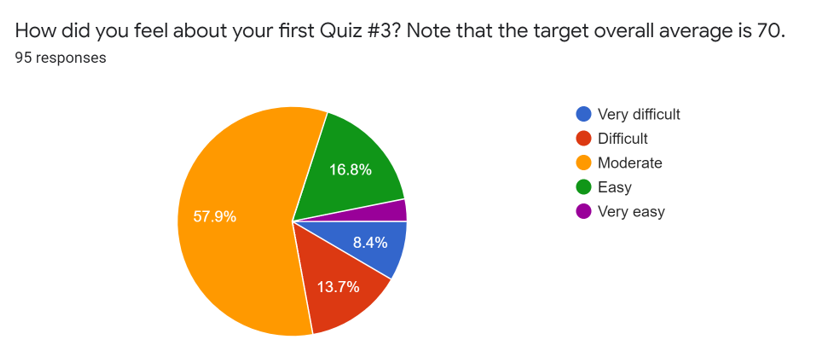 How did you feel about your first Quiz #3? Note that the target overall average is 70.
95 responses
Very difficult
Difficult
Moderate
Easy
Very easy
16.8%
57.9%
8.4%
13.7%